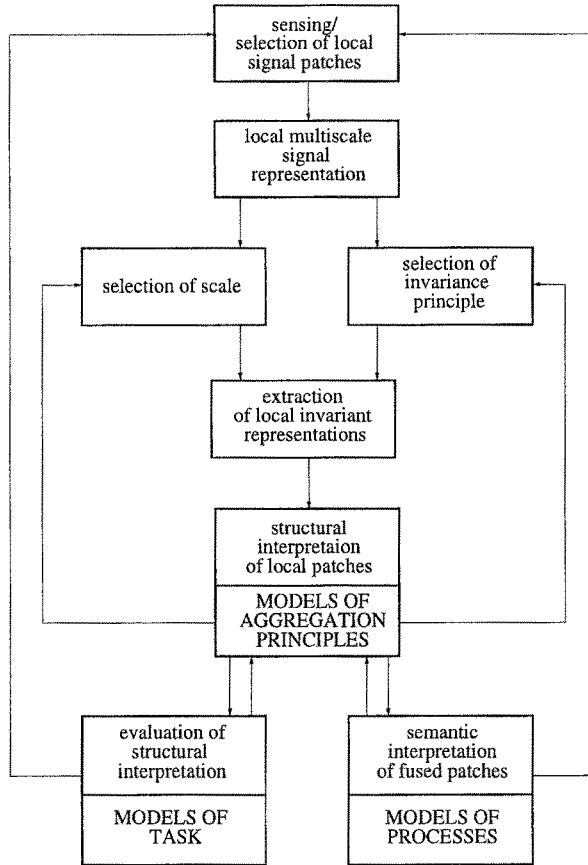 sensing/
selection of local
signal patches
local multiscale
signal
representation
selection of scale
selection of
invariance
principle
extraction
of local invariant
representations
structural
interpretaion
of local patches
MODELS OF
AGGREGATION
PRINCIPLES
evaluation of
structural
interpretation
MODELS OF
TASK
semantic
interpretation
of fused patches
MODELS OF
PROCESSES